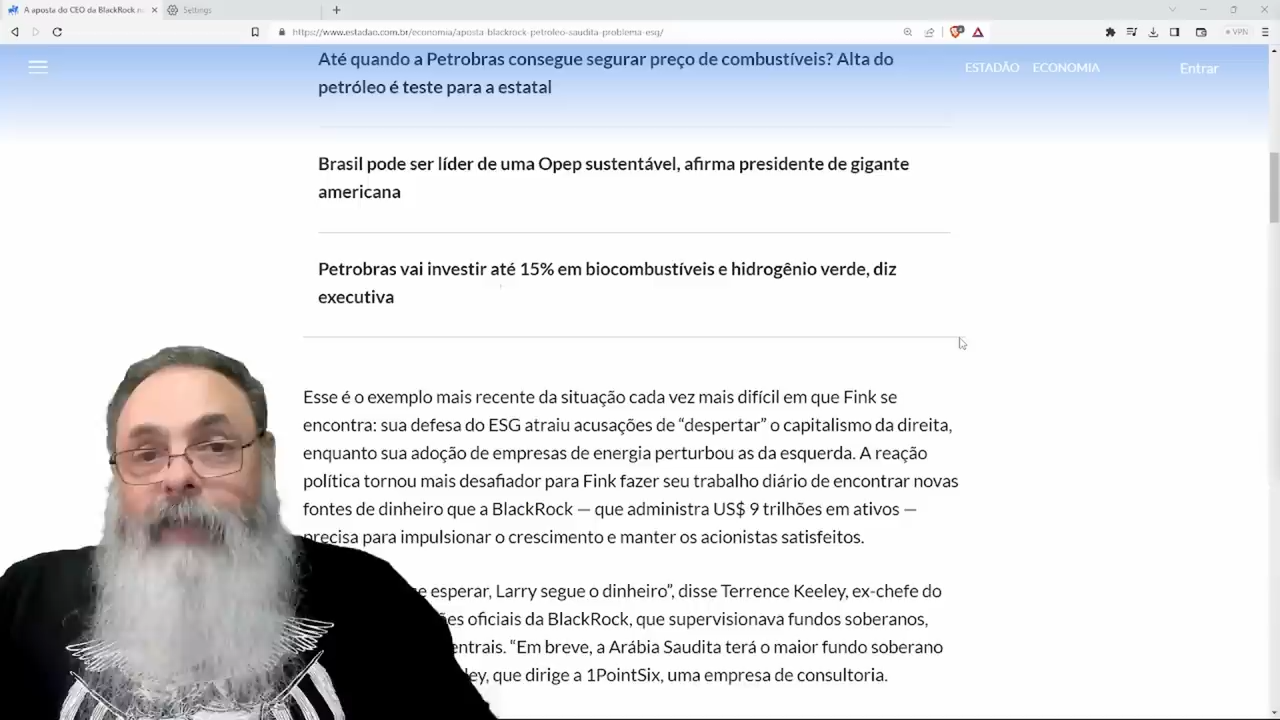 A aposta do CEO da BlackRock n
Settings
https://www.estadao.com.br/economia/aposta-blackrock-petroleo-saudita-problema-esg/
VPN
Até quando a Petrobras consegue segurar preço de combustíveis? Alta do
petróleo é teste para a estatal
ESTADÃO ECONOMIA
Entrar
Brasil pode ser líder de uma Opep sustentável, afirma presidente de gigante
americana
Petrobras vai investir até 15% em biocombustíveis e hidrogênio verde, diz
executiva
Esse é o exemplo mais recente da situação cada vez mais difícil em que Fink se
encontra: sua defesa do ESG atraiu acusações de “despertar” o capitalismo da direita,
enquanto sua adoção de empresas de energia perturbou as da esquerda. A reação
política tornou mais desafiador para Fink fazer seu trabalho diário de encontrar novas
fontes de dinheiro que a BlackRock — que administra US$ 9 trilhões em ativos —
precisa para impulsionar o crescimento e manter os acionistas satisfeitos.
e esperar, Larry segue o dinheiro”, disse Terrence Keeley, ex-chefe do
ões oficiais da BlackRock, que supervisionava fundos soberanos,
entrais. “Em breve, a Arábia Saudita terá o maior fundo soberano
ley, que dirige a 1PointSix, uma empresa de consultoria.